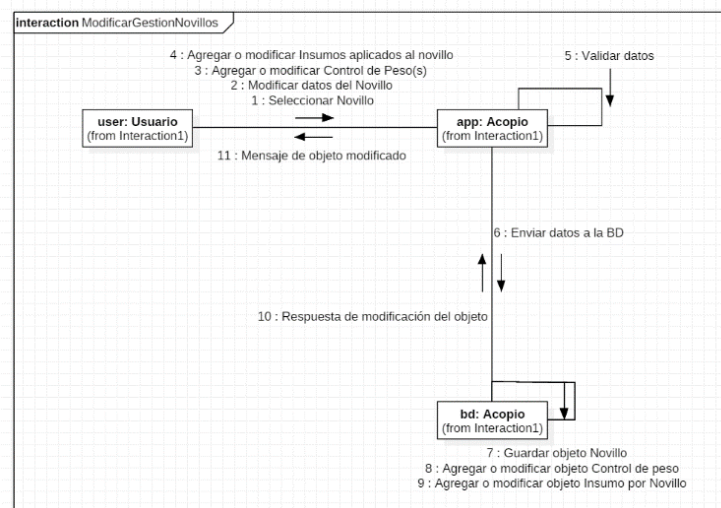 interaction ModificarGestionNovillos
4 : Agregar o modificar Insumos aplicados al novillo
3 : Agregar o modificar Control de Peso(s)
2 : Modificar datos del Novillo
1 : Seleccionar Novillo
5 : Validar datos
user: Usuario
(from Interaction1)
app: Acopio
(from Interaction1)
11 : Mensaje de objeto modificado
6 : Enviar datos a la BD
10 : Respuesta de modificación del objeto
bd: Acopio
(from Interaction1)
7 : Guardar objeto Novillo
8 : Agregar o modificar objeto Control de peso
9 : Agregar o modificar objeto Insumo por Novillo